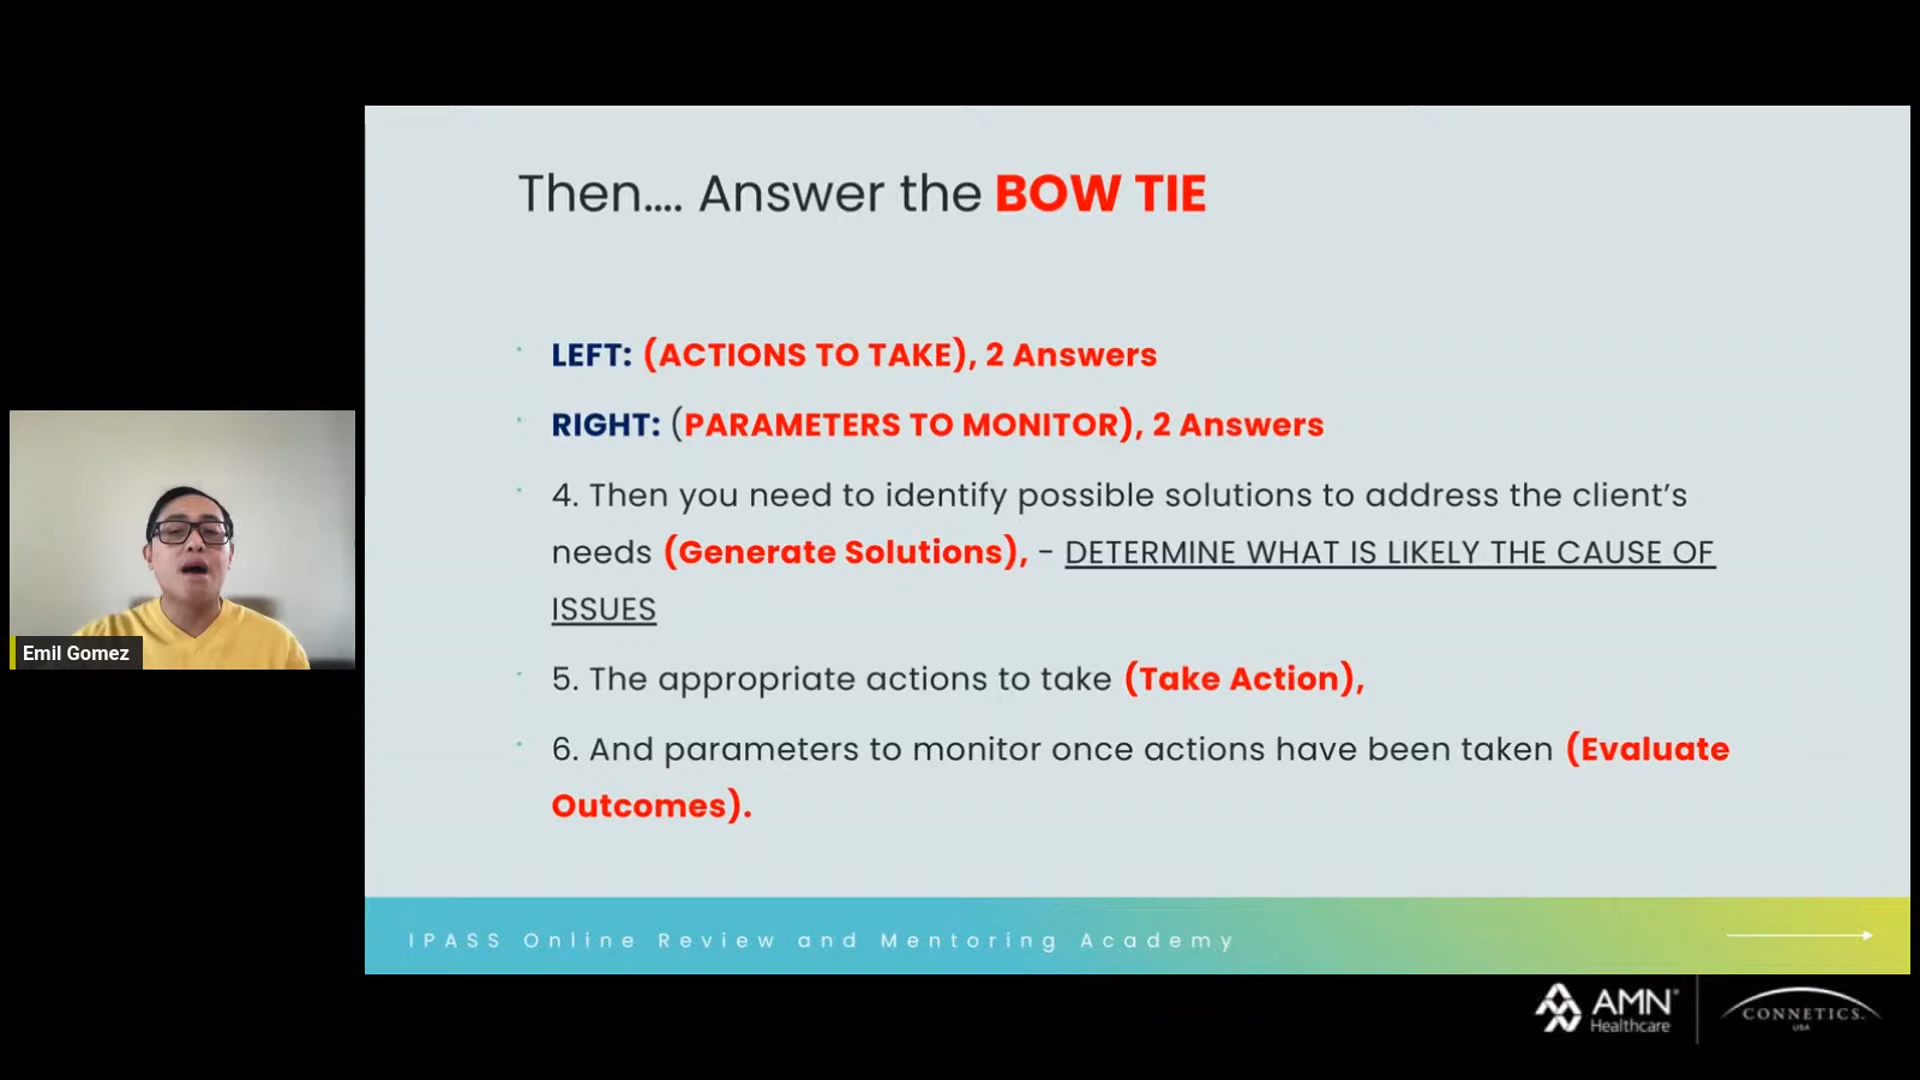 Then.... Answer the BOW TIE
LEFT: (ACTIONS TO TAKE), 2 Answers
RIGHT: (PARAMETERS TO MONITOR), 2 Answers
4. Then you need to identify possible solutions to address the client's
needs (Generate Solutions), - DETERMINE WHAT IS LIKELY THE CAUSE OF
ISSUES
5. The appropriate actions to take (Take Action),
6. And parameters to monitor once actions have been taken (Evaluate
Outcomes).
Emil Gomez
IPASS Online Review and Mentoring Academy
AMN
Healthcare
CONNETICS
USA